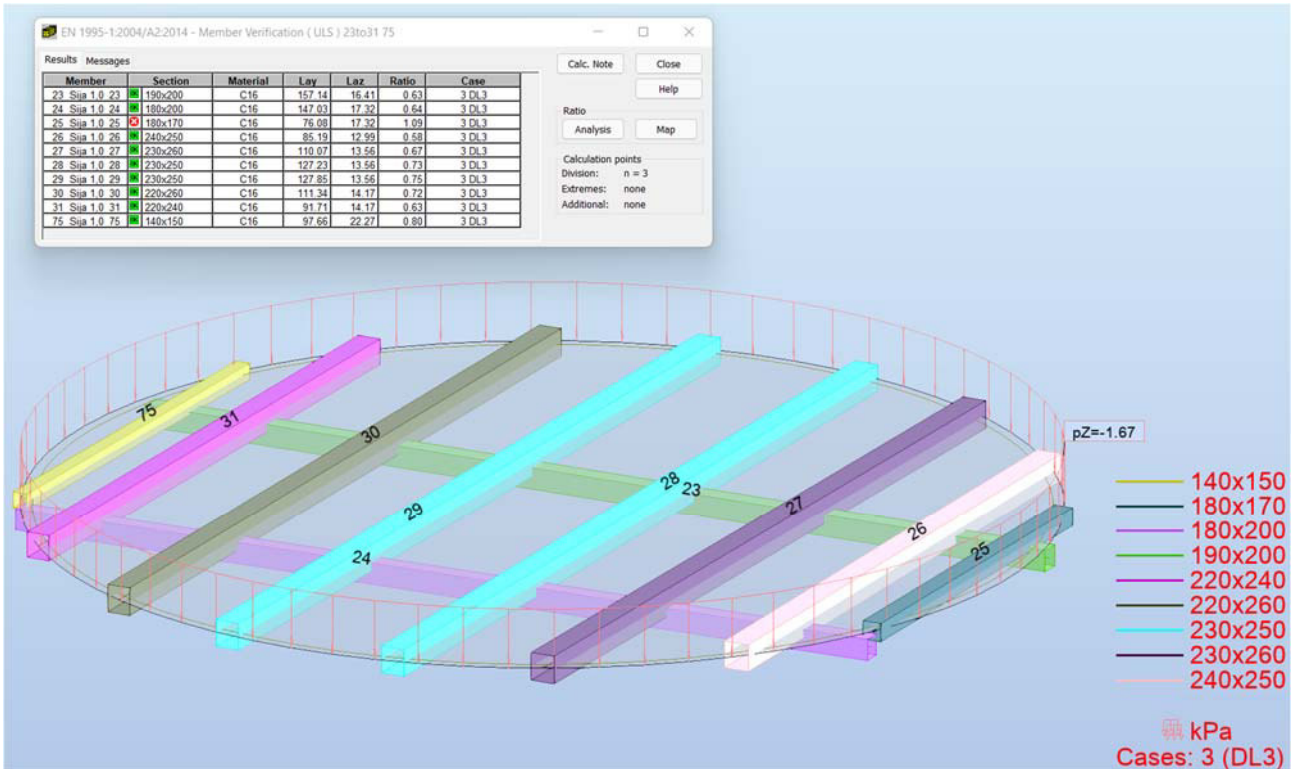 EN 1995-1:2004/A2:2014 - Member Verification ( ULS ) 23to31 75
Results Messages
Calc. Note Close
Help
Member Section Material Lay Laz Ratio Case
23 Sija 1.0 23 OK 190x200 C16 157.14 16.41 0.63 3 DL3
24 Sija 1.0 24 OK 180x200 C16 147.03 17.32 0.64 3 DL3
25 Sija 1.0 25 180x170 C16 76.08 17.32 1.09 3 DL3
26 Sija 1.0 26 OK 240x250 C16 85.19 12.99 0.58 3 DL3
27 Sija 1.0 27 OK 230x260 C16 110.07 13.56 0.67 3 DL3
28 Sija 1.0 28 OK 230x250 C16 127.23 13.56 0.73 3 DL3
29 Sija 1.0 29 OK 230x250 C16 127.85 13.56 0.75 3 DL3
30 Sija 1.0 30 OK 220x260 C16 111.34 14.17 0.72 3 DL3
31 Sija 1.0 31 OK 220x240 C16 91.71 14.17 0.63 3 DL3
75 Sija 1.0 75 OK 140x150 C16 97.66 22.27 0.80 3 DL3
Ratio
Analysis Map
Calculation points
Division: n = 3
Extremes: none
Additional: none
75
31
30
29
24
28
23
27
26
25
pZ=-1.67
140x150
180x170
180x200
190x200
220x240
220x260
230x250
230x260
240x250
kPa
Cases: 3 (DL3)